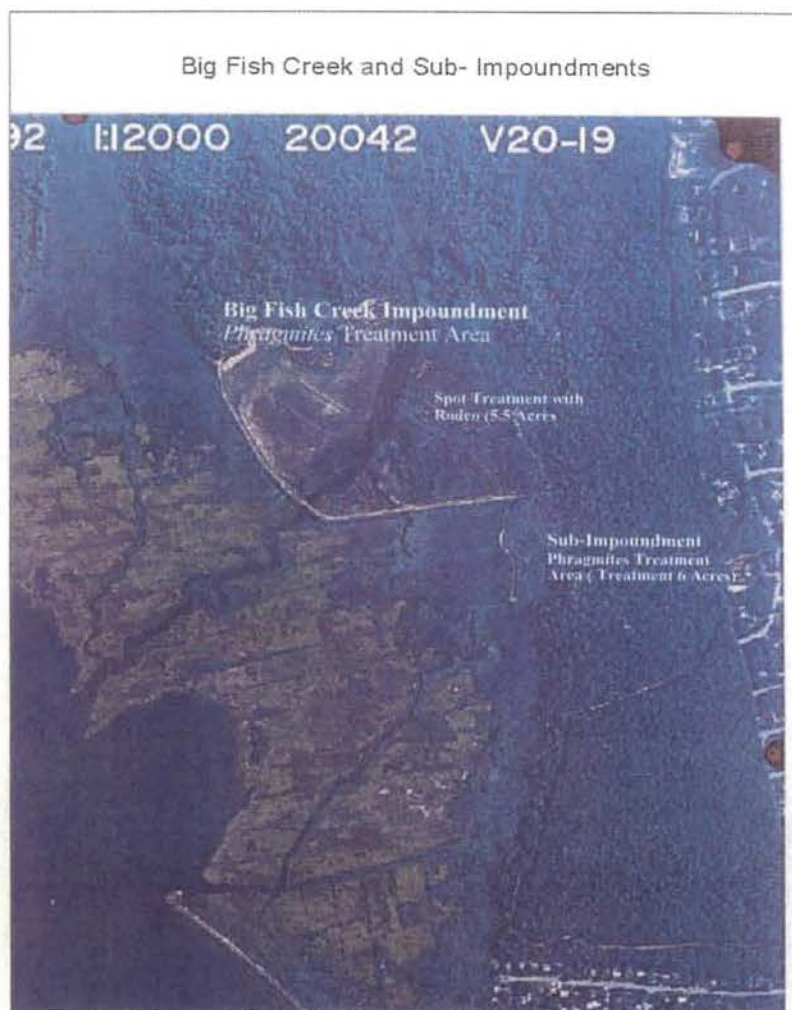 Big Fish Creek and Sub- Impoundments
92 1:12000 20042 V20-19
Big Fish Creek Impoundment
Phragmites Treatment Area
Spot Treatment with
Rodeo (5.5 Acres
Sub-Impoundment
Phragmites Treatment
Area ( Treatment 6 Acres)